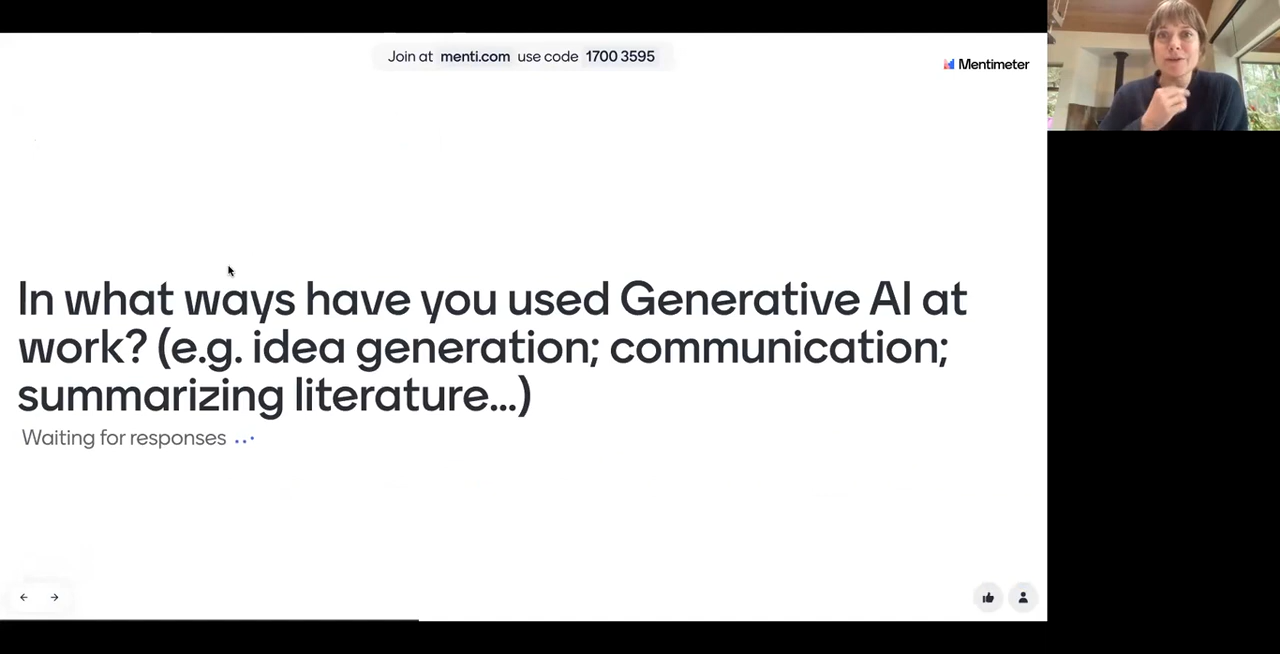 Join at menti.com use code 1700 3595
Mentimeter
In what ways have you used Generative AI at
work? (e.g. idea generation; communication;
summarizing literature...)
Waiting for responses